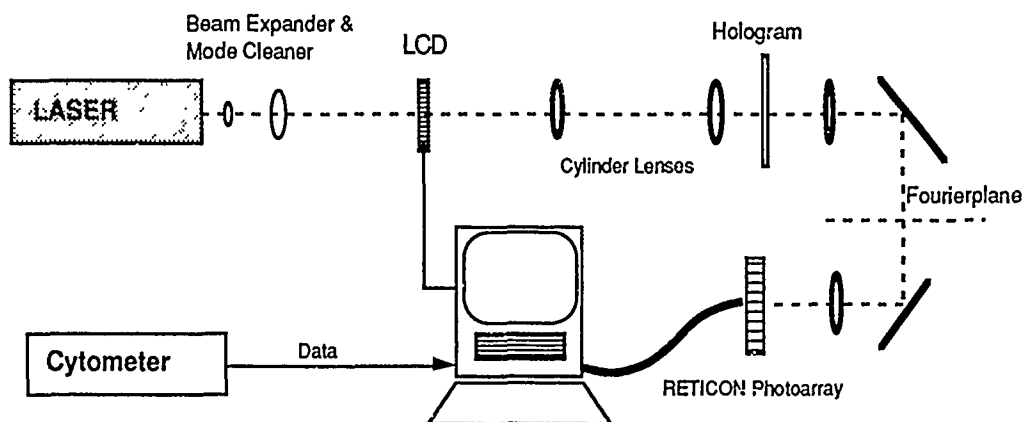 Beam Expander &
Mode Cleaner
LCD
Hologram
LASER
Cylinder Lenses
Fourierplane
Cytometer
Data
RETICON Photoarray